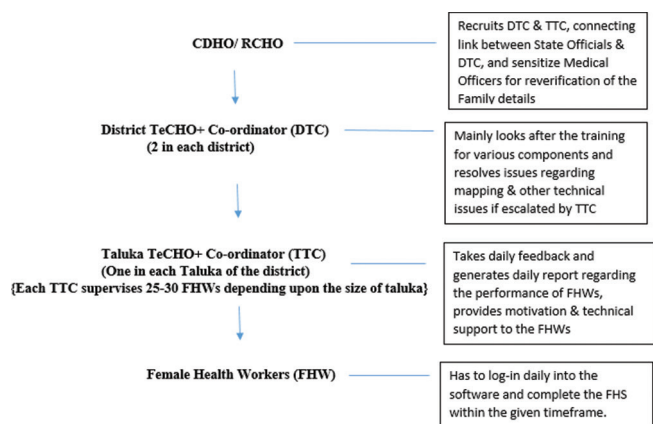 CDHO/ RCHO
Recruits DTC & TTC, connecting
link between State Officials &
DTC, and sensitize Medical
Officers for reverification of the
Family details
District TeCHO+ Co-ordinator (DTC)
(2 in each district)
Mainly looks after the training
for various components and
resolves issues regarding
mapping & other technical
issues if escalated by TTC
Taluka TeCHO+ Co-ordinator (TTC)
(One in each Taluka of the district)
{Each TTC supervises 25-30 FHWs depending upon the size of taluka}
Takes daily feedback and
generates daily report regarding
the performance of FHWs,
provides motivation & technical
support to the FHWs
Female Health Workers (FHW)
Has to log-in daily into the
software and complete the FHS
within the given timeframe.